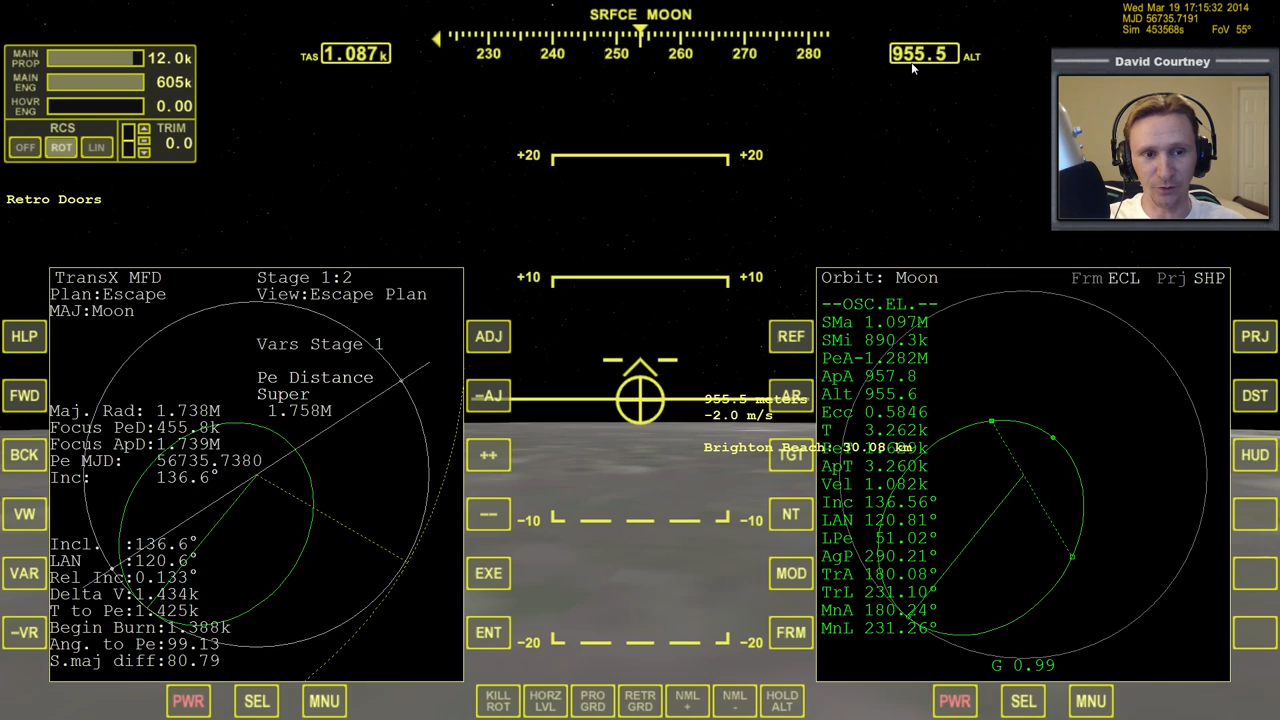 SRFCE MOON
Wed Mar 19 17:15:32 2014
MJD 56735.7191
Sim 453568s FoV 55°
MAIN PROP 12.0k
MAIN ENG 605k
HOVR ENG 0.00
RCS TRIM
0.0
OFF ROT LIN
TAS 1.087k
230 240 250 260 270 280
955.5 ALT
David Courtney
+20 +20
Retro Doors
+10 +10
TransX MFD Stage 1:2
Plan:Escape View:Escape Plan
MAJ:Moon
Vars Stage 1
Pe Distance
Super
Maj. Rad: 1.738M 1.758M
Focus PeD:455.8k
Focus ApD:1.739M
Pe MJD: 56735.7380
Inc: 136.6°
Incl. :136.6°
LAN :120.6°
Rel Inc:0.133°
Delta V:1.434k
T to Pe:1.425k
Begin Burn:1.388k
Ang. to Pe:99.13
S.maj diff:80.79
HLP
FWD
BCK
VW
VAR
-VR
ADJ
-AJ
++
--
EXE
ENT
PWR SEL MNU
955.5 meters
-2.0 m/s
Brighton Beach: 30.08 km
-10 -10
-20 -20
KILL ROT
HORZ LVL
PRO GRD
RETR GRD
NML +
NML -
HOLD ALT
REF
AR
TGT
NT
MOD
FRM
Orbit: Moon Frm ECL Prj SHP
--OSC.EL.--
SMa 1.097M
SMi 890.3k
PeA-1.282M
ApA 957.8
Alt 955.6
Ecc 0.5846
T 3.262k
ApT 3.260k
Vel 1.082k
Inc 136.56°
LAN 120.81°
LPe 51.02°
AgP 290.21°
TrA 180.08°
TrL 231.10°
MnA 180.24°
MnL 231.26°
G 0.99
PRJ
DST
HUD
PWR SEL MNU